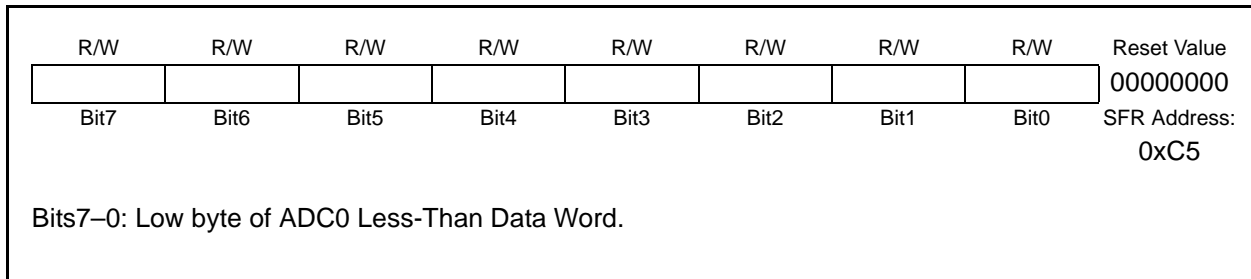 R/W R/W R/W R/W R/W R/W R/W R/W Reset Value
00000000
Bit7 Bit6 Bit5 Bit4 Bit3 Bit2 Bit1 Bit0 SFR Address:
0xC5
Bits7–0: Low byte of ADC0 Less-Than Data Word.